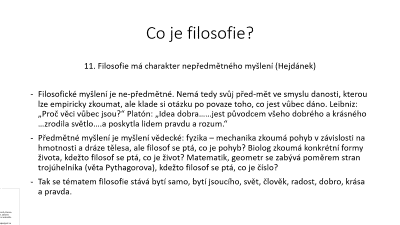 Co je filosofie?
11. Filosofie má charakter nepředmětného myšlení (Hejdánek)
- Filosofické myšlení je ne-předmětné. Nemá tedy svůj před-mět ve smyslu danosti, kterou
lze empiricky zkoumat, ale klade si otázku po povaze toho, co jest vůbec dáno. Leibniz:
„Proč věci vůbec jsou?“ Platón: „Idea dobra......jest původcem všeho dobrého a krásného
...zrodila světlo....a poskytla lidem pravdu a rozum.“
- Předmětné myšlení je myšlení vědecké: fyzika – mechanika zkoumá pohyb v závislosti na
hmotnosti a dráze tělesa, ale filosof se ptá, co je pohyb? Biolog zkoumá konkrétní formy
života, kdežto filosof se ptá, co je život? Matematik, geometr se zabývá poměrem stran
trojúhelníka (věta Pythagorova), kdežto filosof se ptá, co je číslo?
- Tak se tématem filosofie stává bytí samo, bytí jsoucího, svět, člověk, radost, dobro, krása
a pravda.